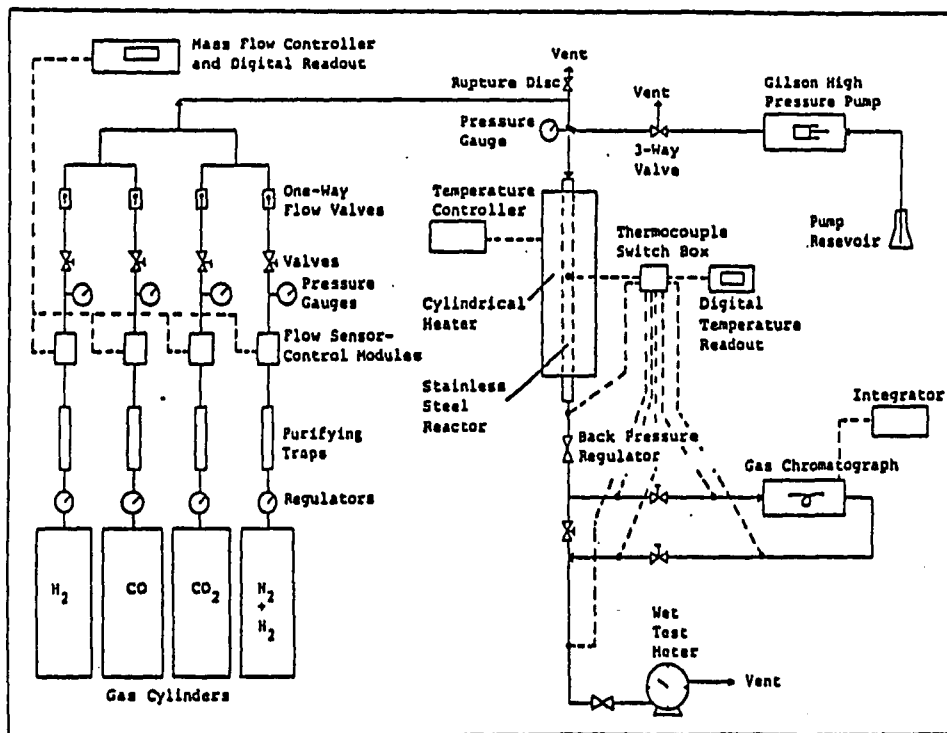 Mass Flow Controller
and Digital Readout
Vent
Rupture Disc
Vent
Gilson High
Pressure Pump
Pressure
Gauge
3-Way
Valve
One-Way
Flow Valves
Temperature
Controller
Pump
Resevoir
Thermocouple
Switch Box
Valves
Pressure
Gauges
Cylindrical
Heater
Digital
Temperature
Readout
Flow Sensor-
Control Modules
Stainless
Steel
Reactor
Integrator
Purifying
Traps
Back Pressure
Regulator
Gas Chromatograph
Regulators
H2
CO
CO2
H2
+
H2
Wet
Test
Meter
Vent
Gas Cylinders